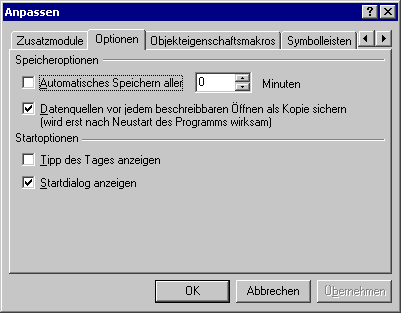 Anpassen
Zusatzmodule Optionen Objekteigenschaftsmakros Symbolleisten
Speicheroptionen
Automatisches Speichern aller 0 Minuten
Datenquellen vor jedem beschreibbaren Öffnen als Kopie sichern
(wird erst nach Neustart des Programms wirksam)
Startoptionen
Tipp des Tages anzeigen
Startdialog anzeigen
OK Abbrechen Übernehmen